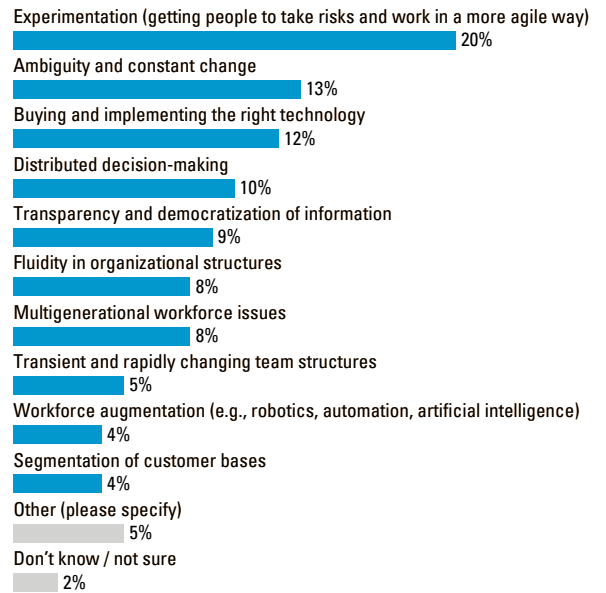 Experimentation (getting people to take risks and work in a more agile way)
20%
Ambiguity and constant change
13%
Buying and implementing the right technology
12%
Distributed decision-making
10%
Transparency and democratization of information
9%
Fluidity in organizational structures
8%
Multigenerational workforce issues
8%
Transient and rapidly changing team structures
5%
Workforce augmentation (e.g., robotics, automation, artificial intelligence)
4%
Segmentation of customer bases
4%
Other (please specify)
5%
Don't know / not sure
2%